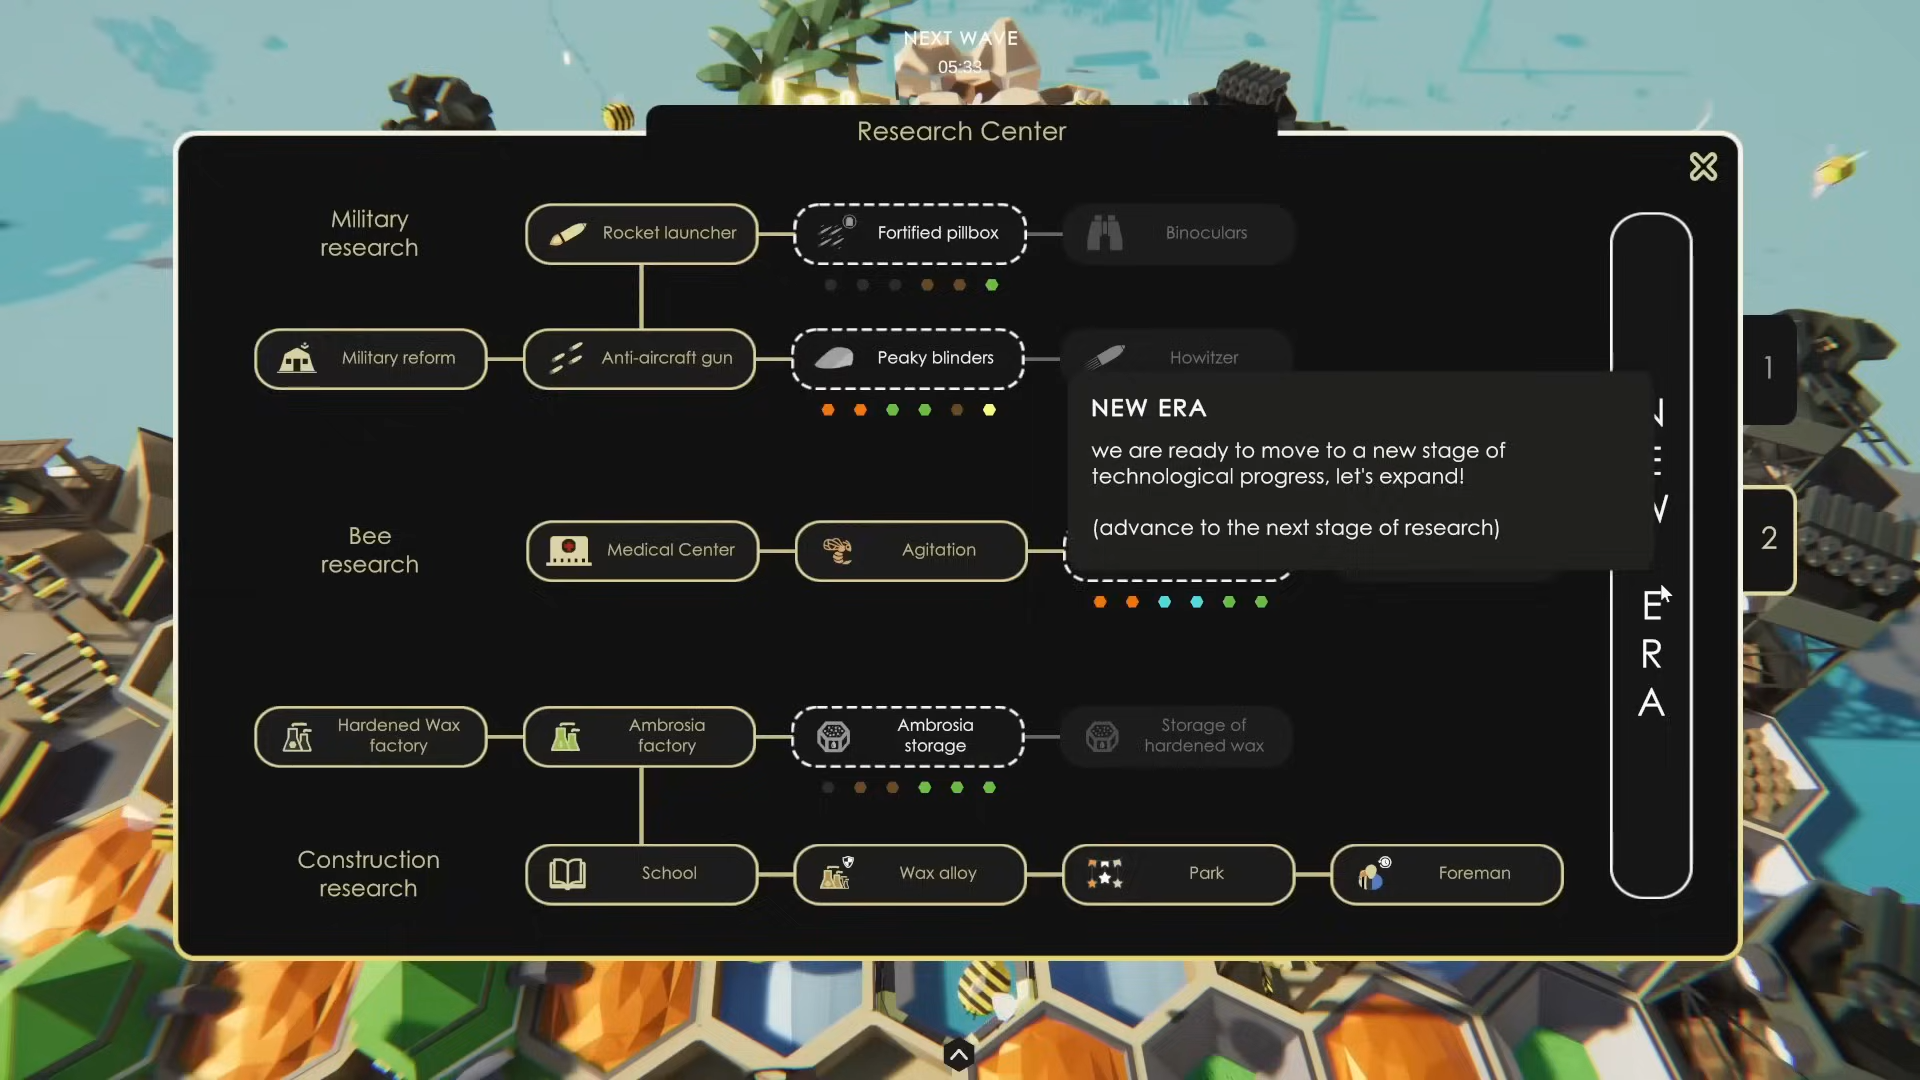 NEXT WAVE
05:33
Research Center
Military
research
Rocket launcher
Fortified pillbox
Binoculars
Military reform
Anti-aircraft gun
Peaky blinders
Howitzer
1
NEW ERA
we are ready to move to a new stage of
technological progress, let's expand!
(advance to the next stage of research)
N
E
W
E
R
A
2
Bee
research
Medical Center
Agitation
Hardened Wax
factory
Ambrosia
factory
Ambrosia
storage
Storage of
hardened wax
Construction
research
School
Wax alloy
Park
Foreman